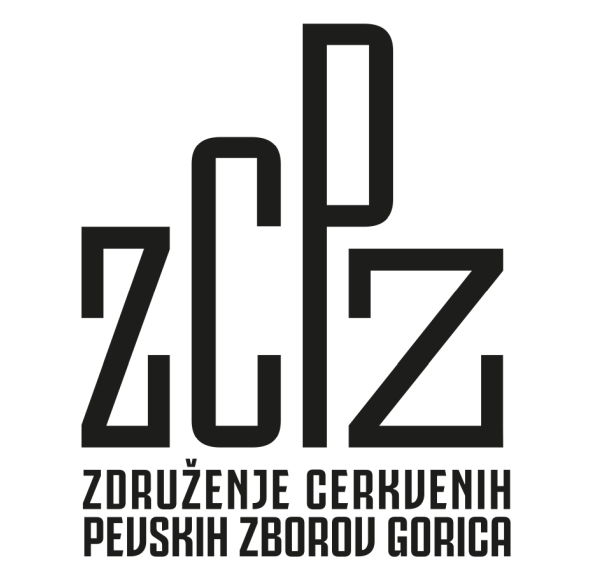 ZCPZ
ZDRUŽENJE CERKVENIH
PEVSKIH ZBOROV GORICA